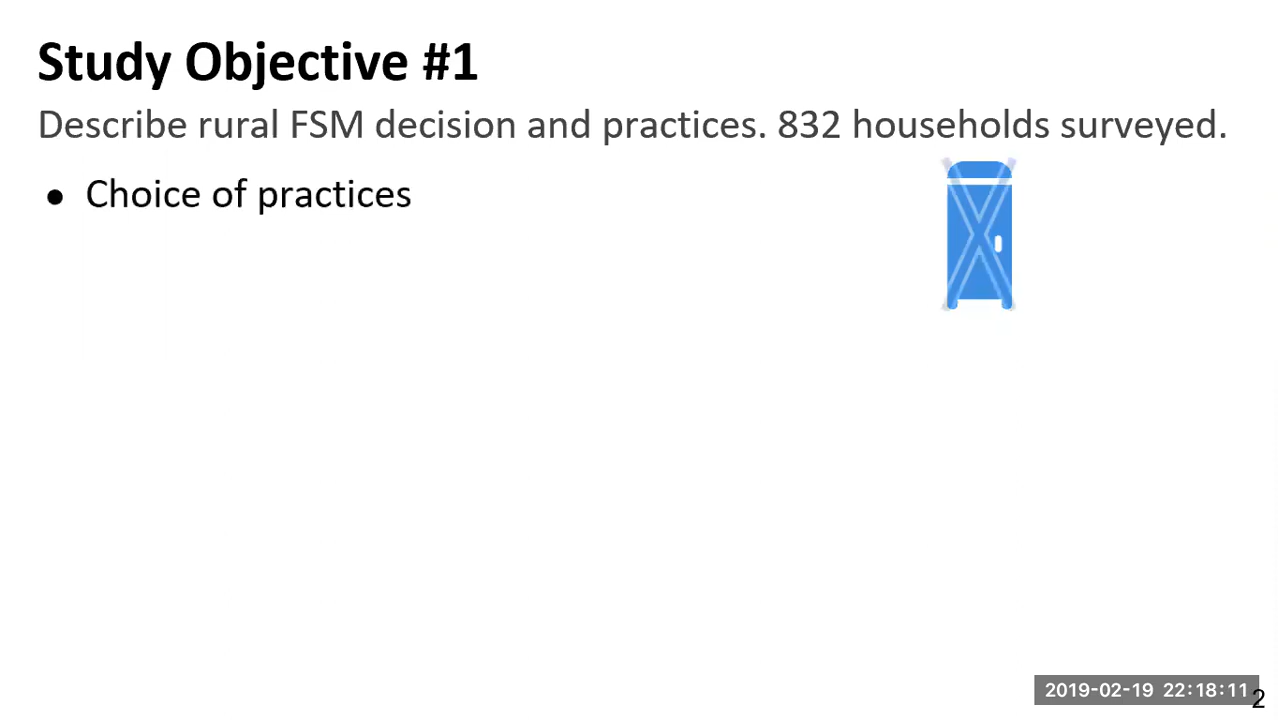 Study Objective #1
Describe rural FSM decision and practices. 832 households surveyed.
● Choice of practices
2019-02-19 22:18:11
2